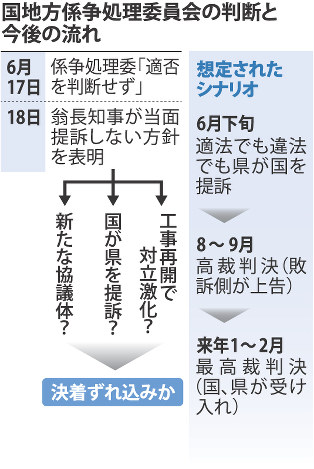 国地方係争処理委員会の判断と
今後の流れ
6月
17日
係争処理委「適否
を判断せず」
18日
翁長知事が当面
提訴しない方針
を表明
工事再開で
対立激化?
国が県を提訴?
新たな協議体?
決着ずれ込みか
想定された
シナリオ
6月下旬
適法でも違法
でも県が国を
提訴
8~9月
高裁判決(敗
訴側が上告)
来年1~2月
最高裁判決
(国、県が受け
入れ)